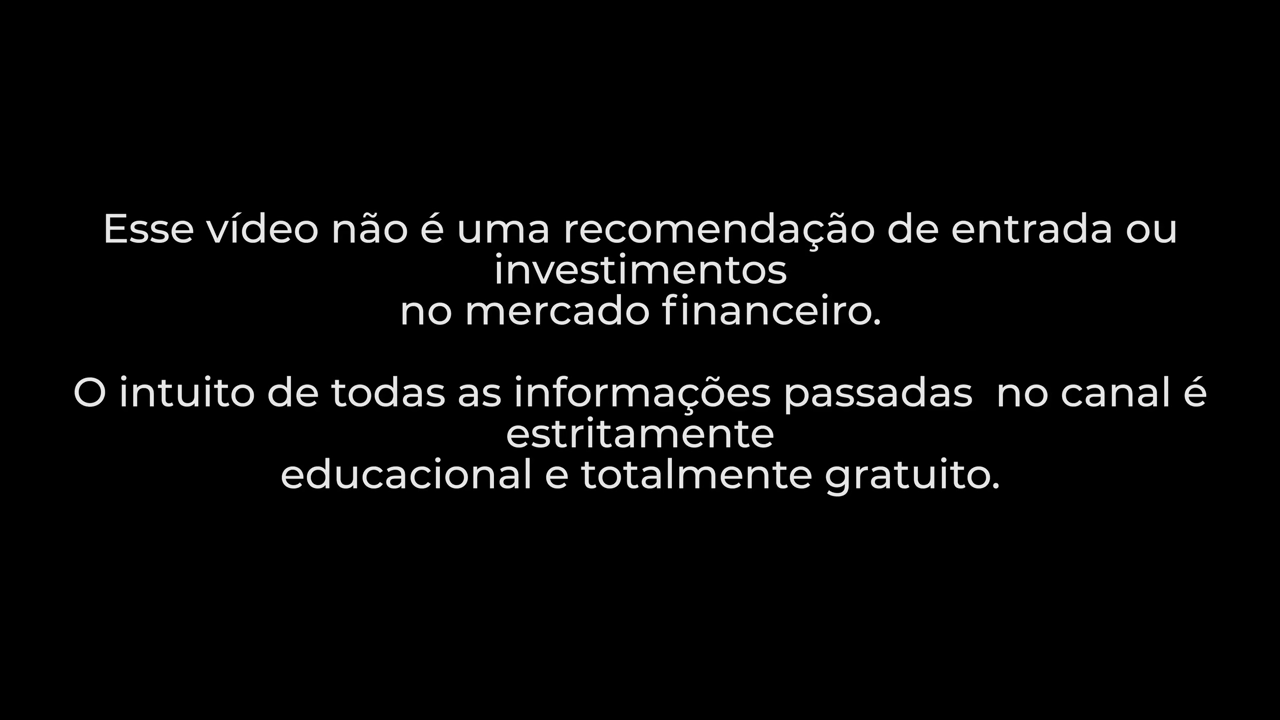 Esse vídeo não é uma recomendação de entrada ou
investimentos
no mercado financeiro.
O intuito de todas as informações passadas  no canal é
estritamente
educacional e totalmente gratuito.